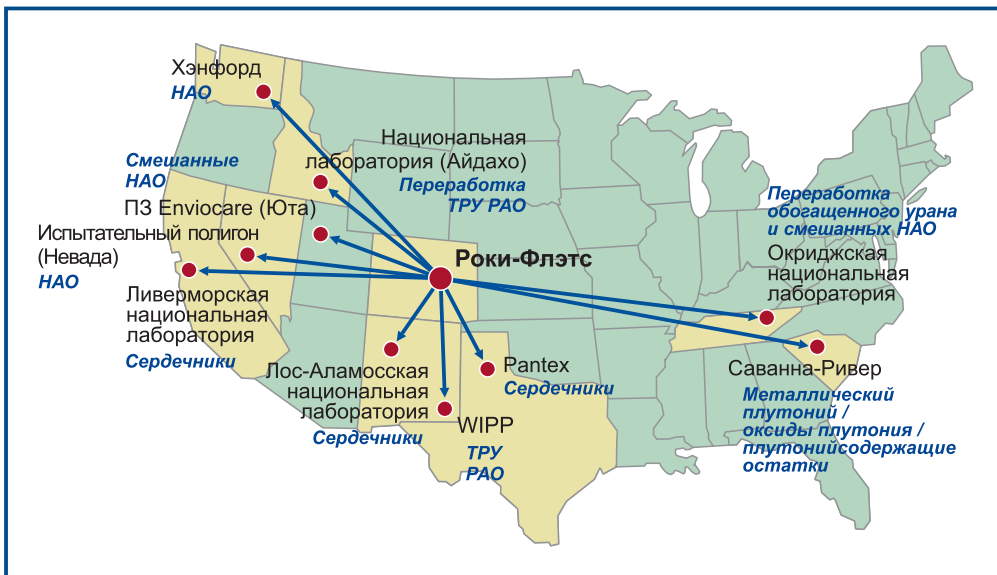 Хэнфорд
НАО
Национальная
лаборатория (Айдахо)
Переработка
ТРУ РАО
Смешанные
НАО
ПЗ Enviocare (Юта)
Испытательный полигон
(Невада)
НАО
Ливерморская
национальная
лаборатория
Сердечники
Роки-Флэтс
Переработка
обогащенного урана
и смешанных НАО
Окриджская
национальная
лаборатория
Лос-Аламосская
национальная
лаборатория
Сердечники
WIPP
ТРУ
РАО
Pantex
Сердечники
Саванна-Ривер
Металлический
плутоний /
оксиды плутония /
плутонийсодержащие
остатки